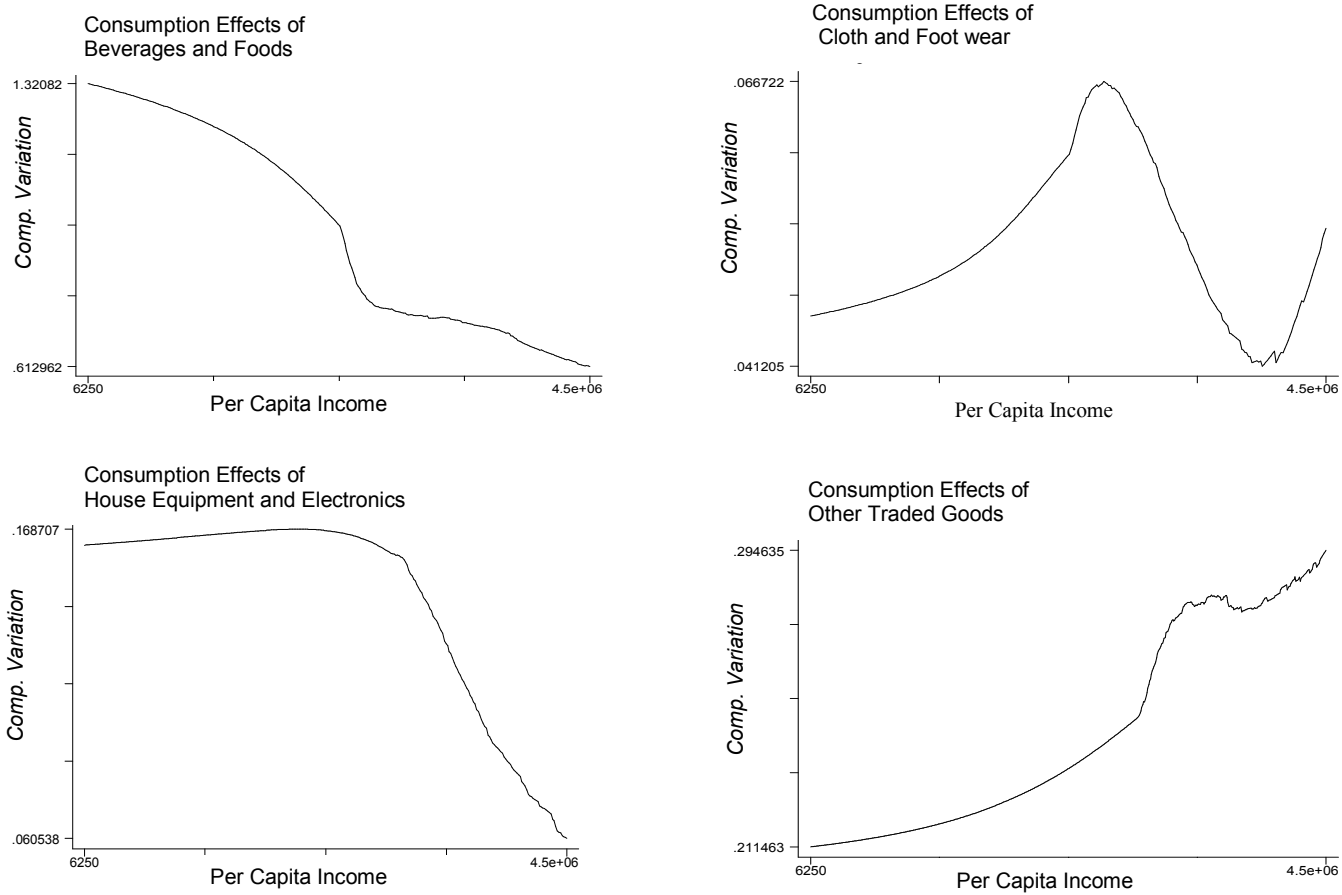 Consumption Effects of
Beverages and Foods
1.32082
Comp. Variation
.612962
6250
4.5e+06
Per Capita Income
Consumption Effects of
Cloth and Foot wear
.066722
Comp. Variation
.041205
6250
4.5e+06
Per Capita Income
Consumption Effects of
House Equipment and Electronics
.168707
Comp. Variation
.060538
6250
4.5e+06
Per Capita Income
Consumption Effects of
Other Traded Goods
.294635
Comp. Variation
.211463
6250
4.5e+06
Per Capita Income